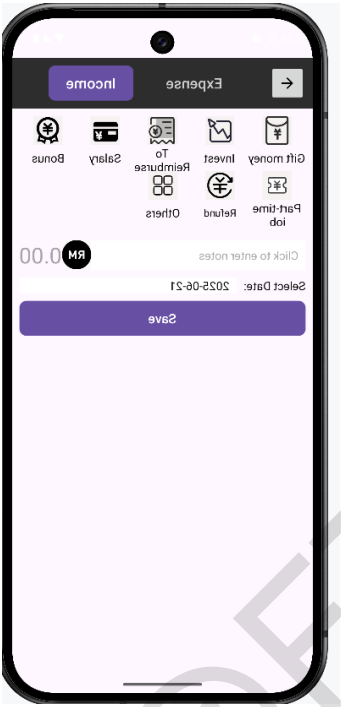 Expense Income
Gift money Invest To Reimburse Salary Bonus
Part-time job Refund Others
Click to enter notes RM 0.00
Select Date: 2025-06-21
Save